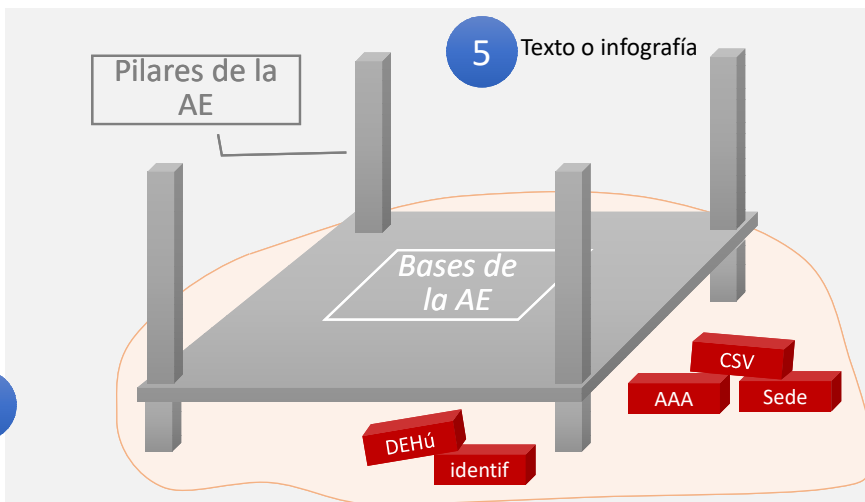 5
Texto o infografía
Pilares de la
AE
Bases de
la AE
CSV
AAA
Sede
DEHú
identif